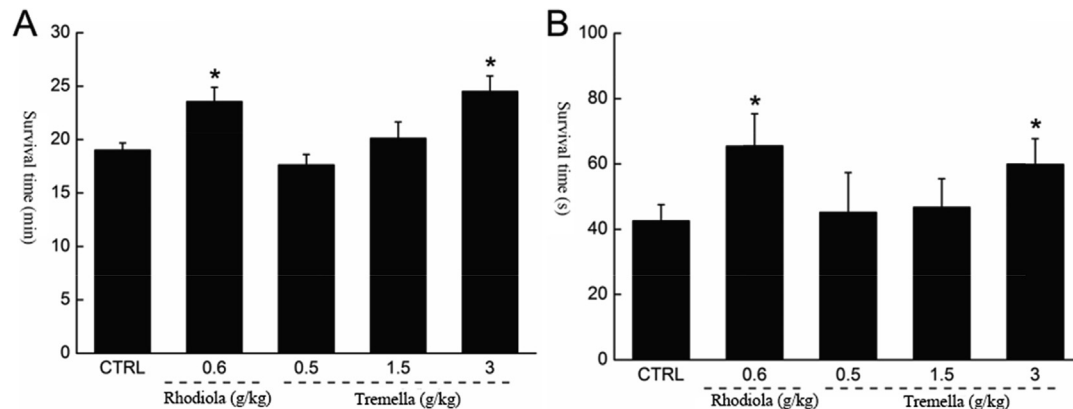 A
Survival time (min)
30
25
20
15
10
5
0
*
*
CTRL 0.6 0.5 1.5 3
Rhodiola (g/kg) Tremella (g/kg)
B
Survival time (s)
100
80
60
40
20
0
*
*
CTRL 0.6 0.5 1.5 3
Rhodiola (g/kg) Tremella (g/kg)